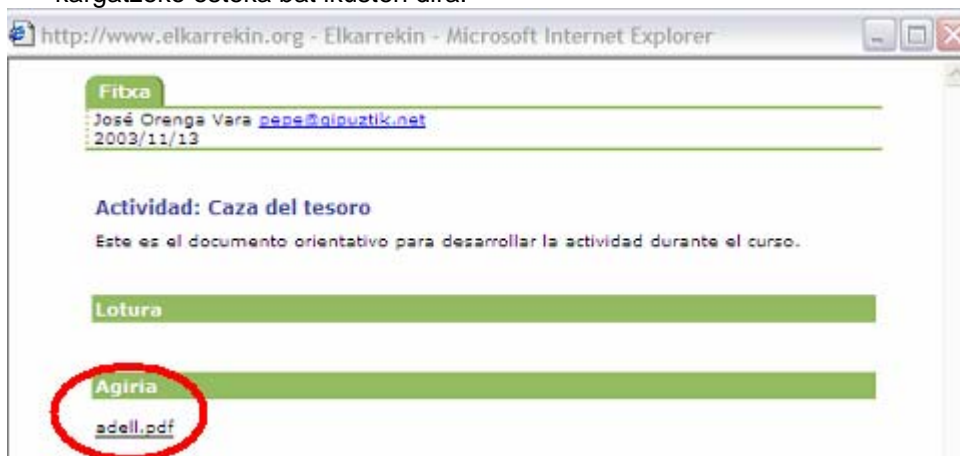 kargatzeko esteka bat ikusten dira.
http://www.elkarrekin.org - Elkarrekin - Microsoft Internet Explorer
Fitxa
José Orenga Vara pepe@gipuztik.net
2003/11/13
Actividad: Caza del tesoro
Este es el documento orientativo para desarrollar la actividad durante el curso.
Lotura
Agiria
adell.pdf